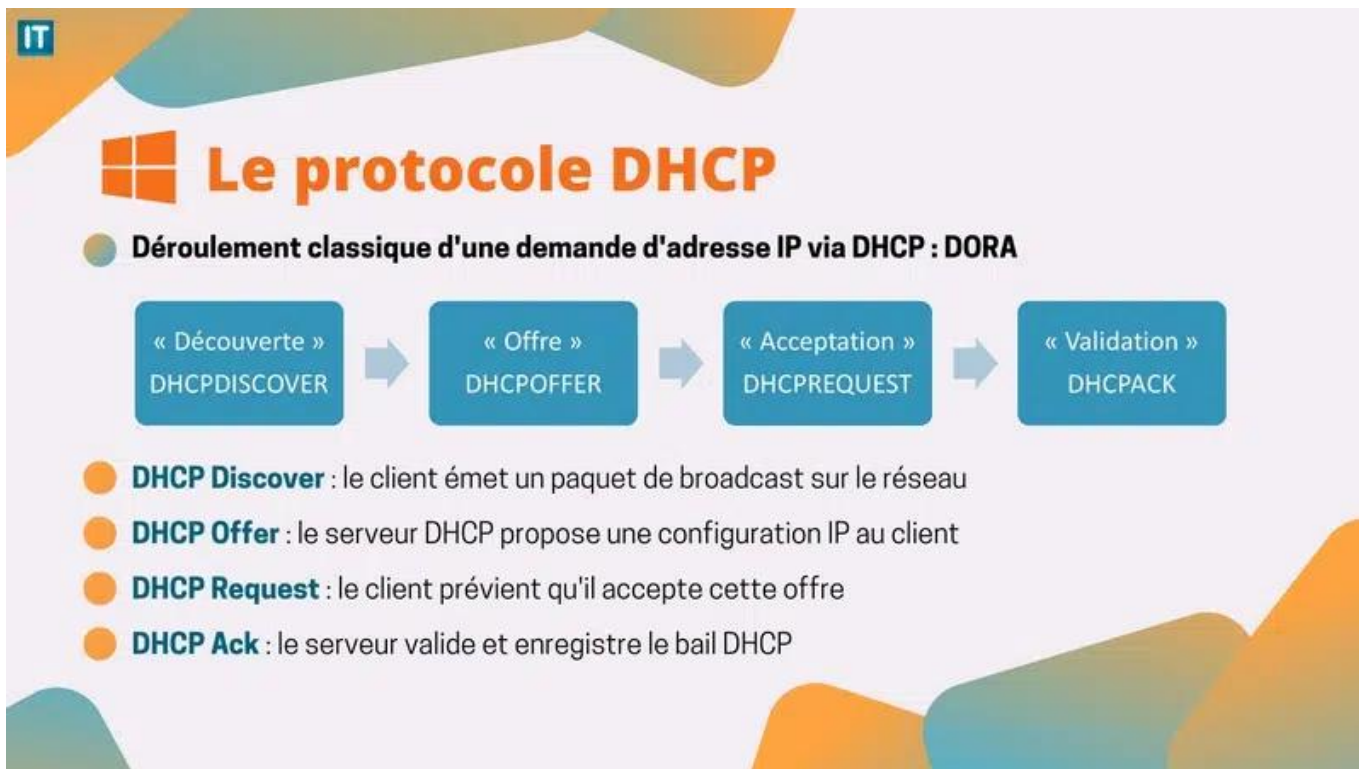 IT
Le protocole DHCP
Déroulement classique d'une demande d'adresse IP via DHCP : DORA
« Découverte »
DHCPDISCOVER
« Offre »
DHCPOFFER
« Acceptation »
DHCPREQUEST
« Validation »
DHCPACK
DHCP Discover : le client émet un paquet de broadcast sur le réseau
DHCP Offer : le serveur DHCP propose une configuration IP au client
DHCP Request : le client prévient qu'il accepte cette offre
DHCP Ack : le serveur valide et enregistre le bail DHCP